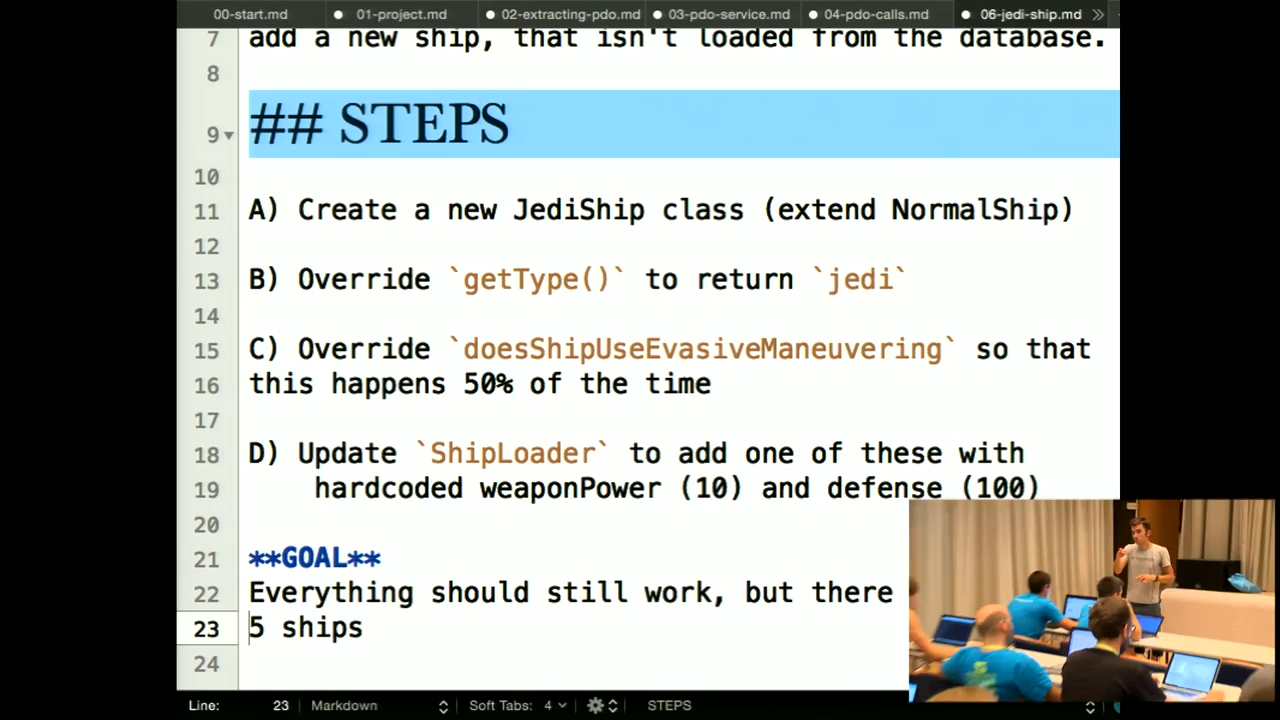 00-start.md 01-project.md 02-extracting-pdo.md 03-pdo-service.md 04-pdo-calls.md 06-jedi-ship.md »
7 add a new ship, that isn't loaded from the database.
8
9 ## STEPS
10
11 A) Create a new JediShip class (extend NormalShip)
12
13 B) Override `getType()` to return `jedi`
14
15 C) Override `doesShipUseEvasiveManeuvering` so that
16 this happens 50% of the time
17
18 D) Update `ShipLoader` to add one of these with
19 hardcoded weaponPower (10) and defense (100)
20
21 **GOAL**
22 Everything should still work, but there
23 5 ships
24
Line: 23 Markdown Soft Tabs: 4 STEPS